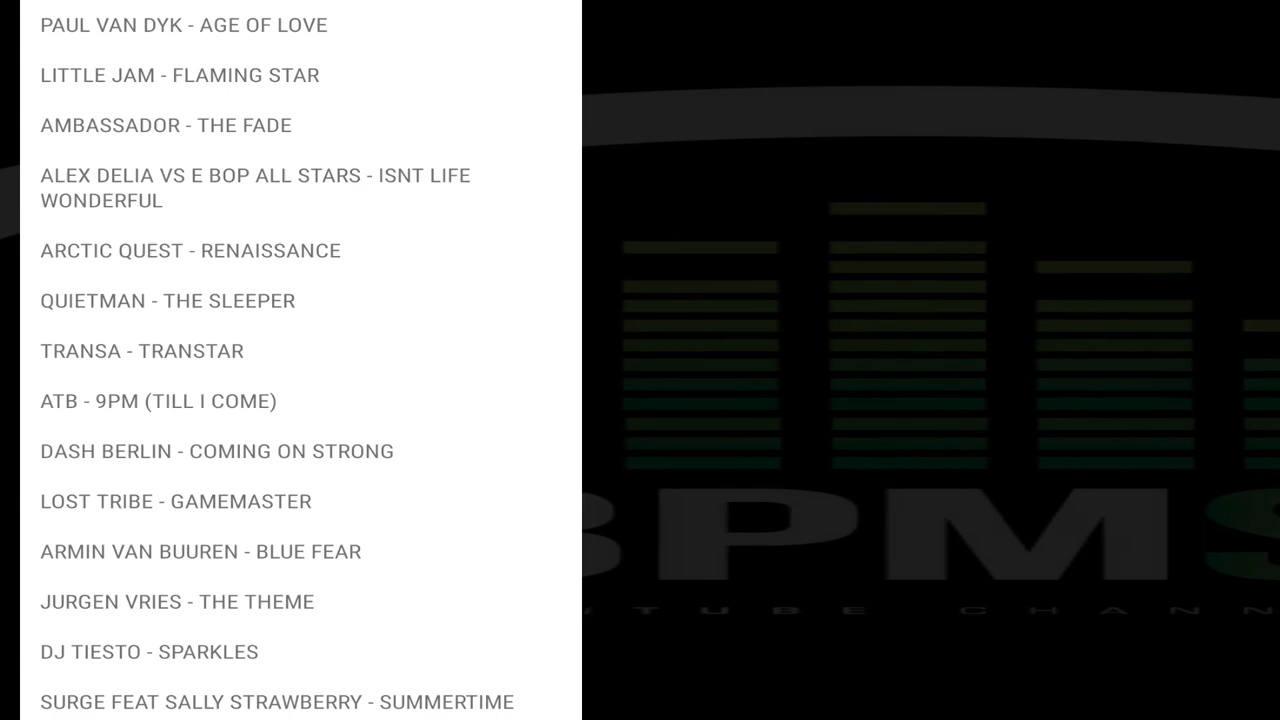 PAUL VAN DYK - AGE OF LOVE
LITTLE JAM - FLAMING STAR
AMBASSADOR - THE FADE
ALEX DELIA VS E BOP ALL STARS - ISNT LIFE
WONDERFUL
ARCTIC QUEST - RENAISSANCE
QUIETMAN - THE SLEEPER
TRANSA - TRANSTAR
ATB - 9PM (TILL I COME)
DASH BERLIN - COMING ON STRONG
LOST TRIBE - GAMEMASTER
ARMIN VAN BUUREN - BLUE FEAR
JURGEN VRIES - THE THEME
DJ TIESTO - SPARKLES
SURGE FEAT SALLY STRAWBERRY - SUMMERTIME
BPMS
UTUBE CHANN